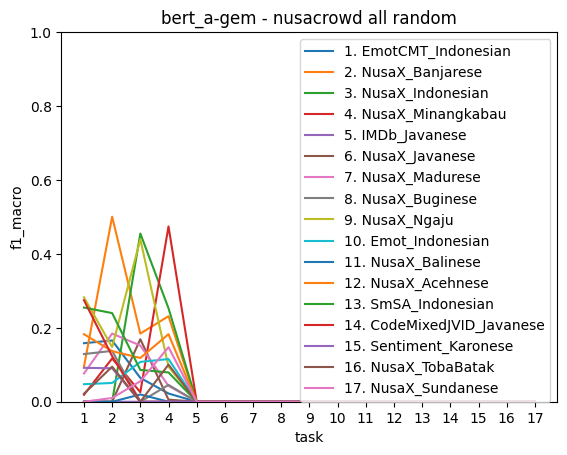 bert_a-gem - nusacrowd all random
1.0
0.8
0.6
0.4
0.2
0.0
f1_macro
1. EmotCMT_Indonesian
2. NusaX_Banjarese
3. NusaX_Indonesian
4. NusaX_Minangkabau
5. IMDb_Javanese
6. NusaX_Javanese
7. NusaX_Madurese
8. NusaX_Buginese
9. NusaX_Ngaju
10. Emot_Indonesian
11. NusaX_Balinese
12. NusaX_Acehnese
13. SmSA_Indonesian
14. CodeMixedJVID_Javanese
15. Sentiment_Karonese
16. NusaX_TobaBatak
17. NusaX_Sundanese
1 2 3 4 5 6 7 8 9 10 11 12 13 14 15 16 17
task